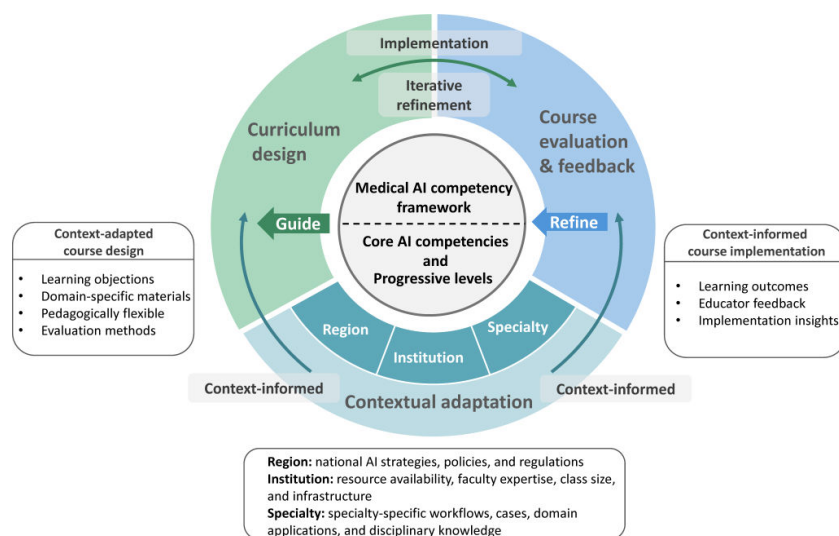 Implementation
Iterative
refinement
Curriculum
design
Course
evaluation
& feedback
Medical AI competency
framework
Guide
Refine
Core AI competencies
and
Progressive levels
Context-adapted
course design
• Learning objections
• Domain-specific materials
• Pedagogically flexible
• Evaluation methods
Context-informed
course implementation
• Learning outcomes
• Educator feedback
• Implementation insights
Region
Institution
Specialty
Context-informed
Context-informed
Contextual adaptation
Region: national AI strategies, policies, and regulations
Institution: resource availability, faculty expertise, class size,
and infrastructure
Specialty: specialty-specific workflows, cases, domain
applications, and disciplinary knowledge